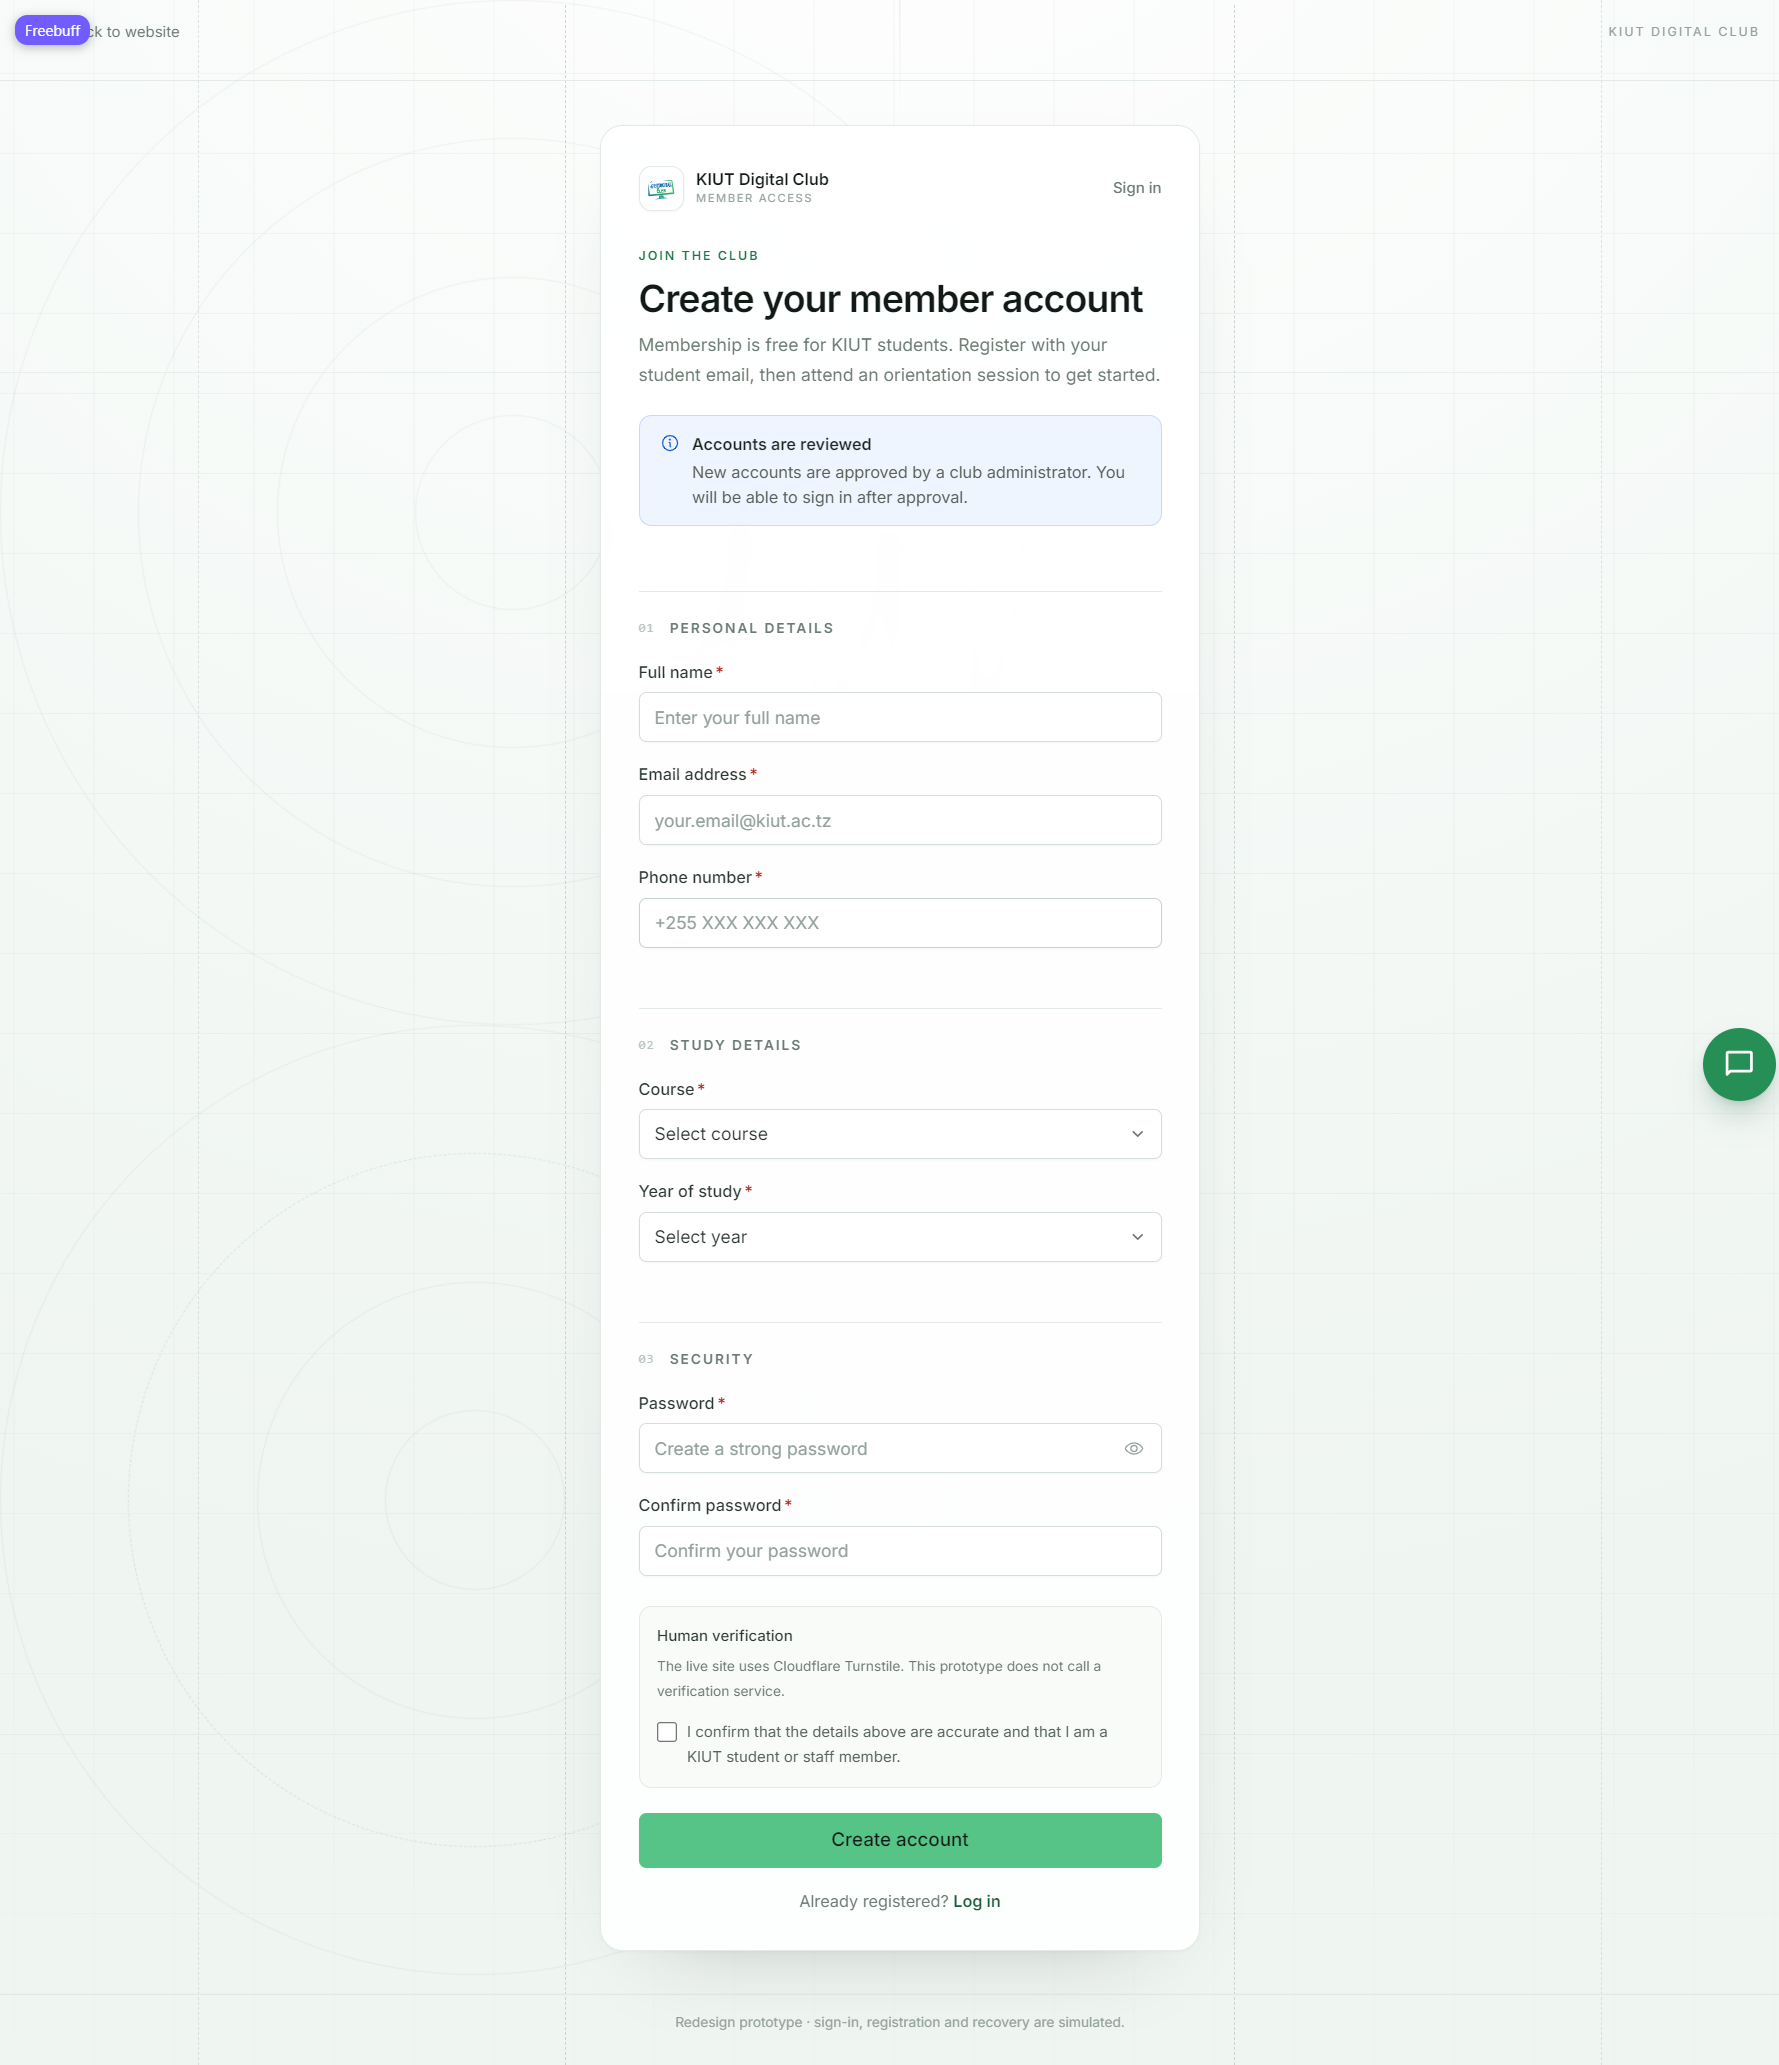 Freebuff
ck to website
KIUT DIGITAL CLUB
KIUT Digital Club
MEMBER ACCESS
Sign in
JOIN THE CLUB
Create your member account
Membership is free for KIUT students. Register with your
student email, then attend an orientation session to get started.
Accounts are reviewed
New accounts are approved by a club administrator. You
will be able to sign in after approval.
01 PERSONAL DETAILS
Full name *
Enter your full name
Email address *
your.email@kiut.ac.tz
Phone number *
+255 XXX XXX XXX
02 STUDY DETAILS
Course *
Select course
Year of study *
Select year
03 SECURITY
Password *
Create a strong password
Confirm password *
Confirm your password
Human verification
The live site uses Cloudflare Turnstile. This prototype does not call a
verification service.
I confirm that the details above are accurate and that I am a
KIUT student or staff member.
Create account
Already registered? Log in
Redesign prototype · sign-in, registration and recovery are simulated.